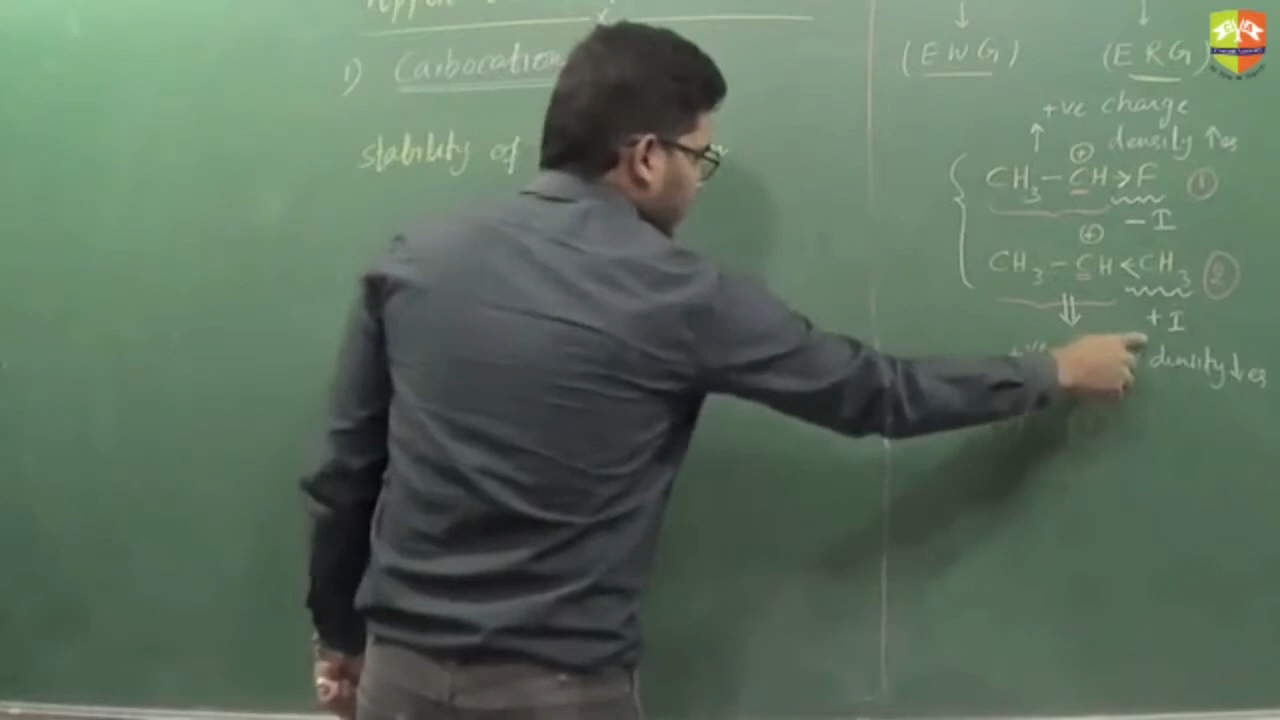 1) Carbocation
stability of
(EWG) (ERG)
+ve charge
↑ density ↑es
⊕
CH₃ – CH > F ①
– I
⊕
CH₃ – CH < CH₃ ②
⇓ + I
+ve density ↓es